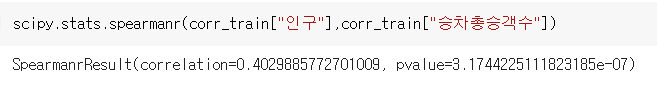 scipy.stats.spearmanr(corr_train["인구"],corr_train["승차총승객수"])
SpearmanrResult(correlation=0.4029885772701009, pvalue=3.1744225111823185e-07)